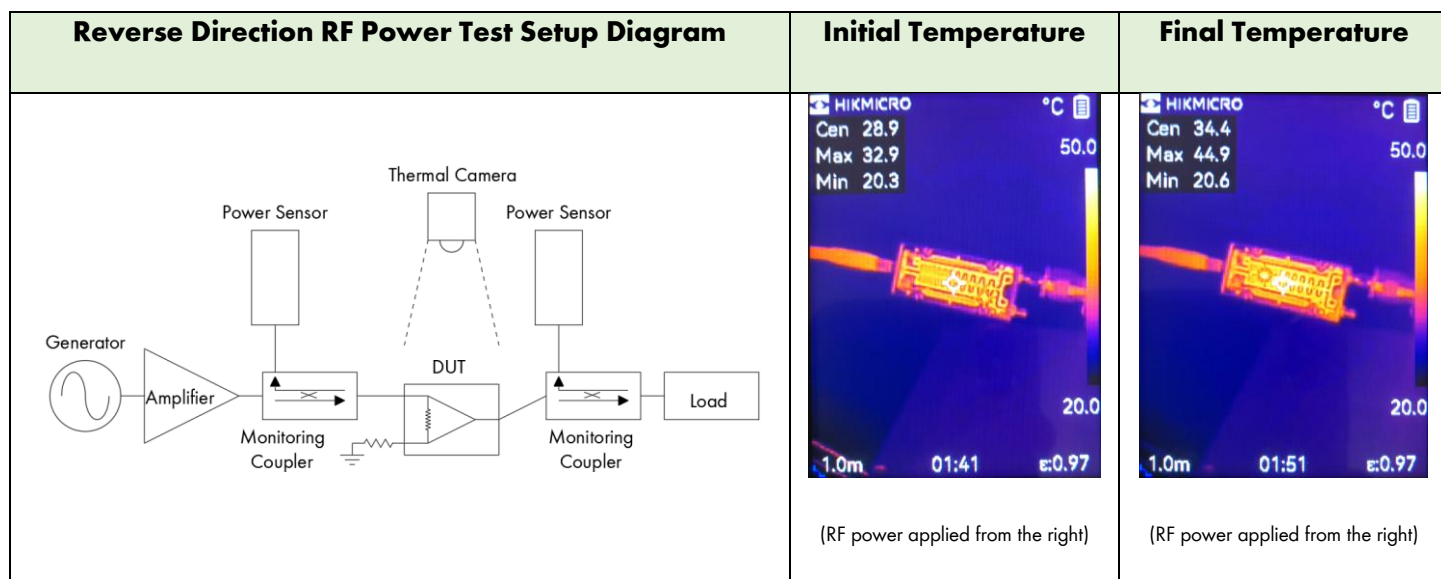 Reverse Direction RF Power Test Setup Diagram
Initial Temperature
Final Temperature
Thermal Camera
Power Sensor
Power Sensor
Generator
Amplifier
DUT
Load
Monitoring
Coupler
Monitoring
Coupler
HIKMICRO
°C
Cen 28.9
Max 32.9
Min 20.3
50.0
20.0
1.0m 01:41 ε:0.97
(RF power applied from the right)
HIKMICRO
°C
Cen 34.4
Max 44.9
Min 20.6
50.0
20.0
1.0m 01:51 ε:0.97
(RF power applied from the right)